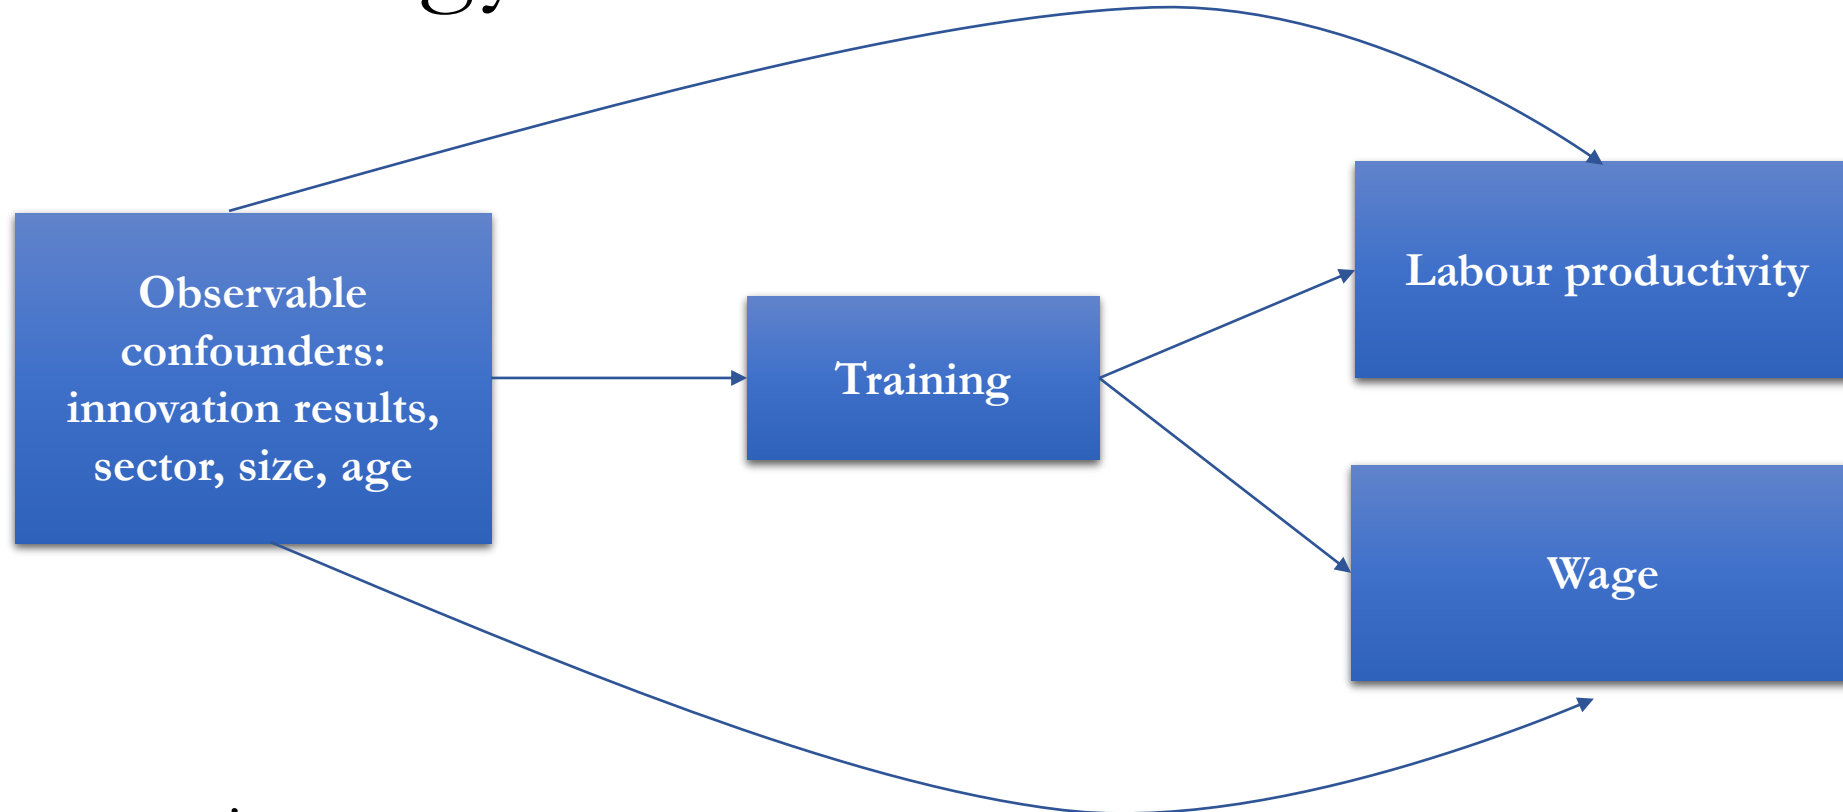 Observable
confounders:
innovation results,
sector, size, age
Training
Labour productivity
Wage